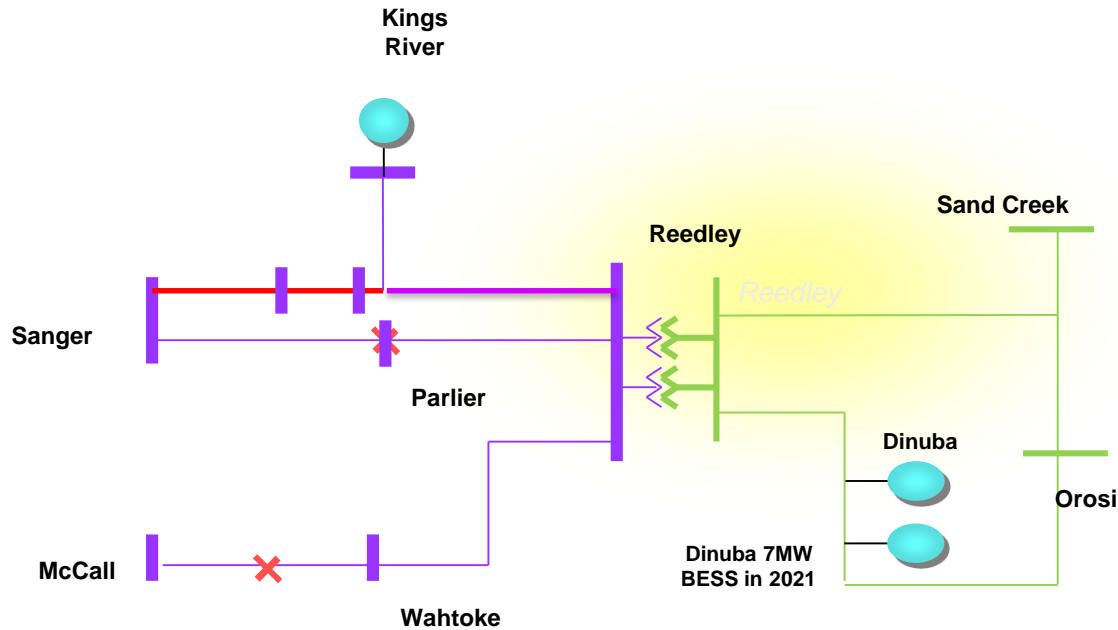 Kings
River
Sand Creek
Reedley
Reedley
Sanger
Parlier
Dinuba
Orosi
Dinuba 7MW
BESS in 2021
McCall
Wahtoke